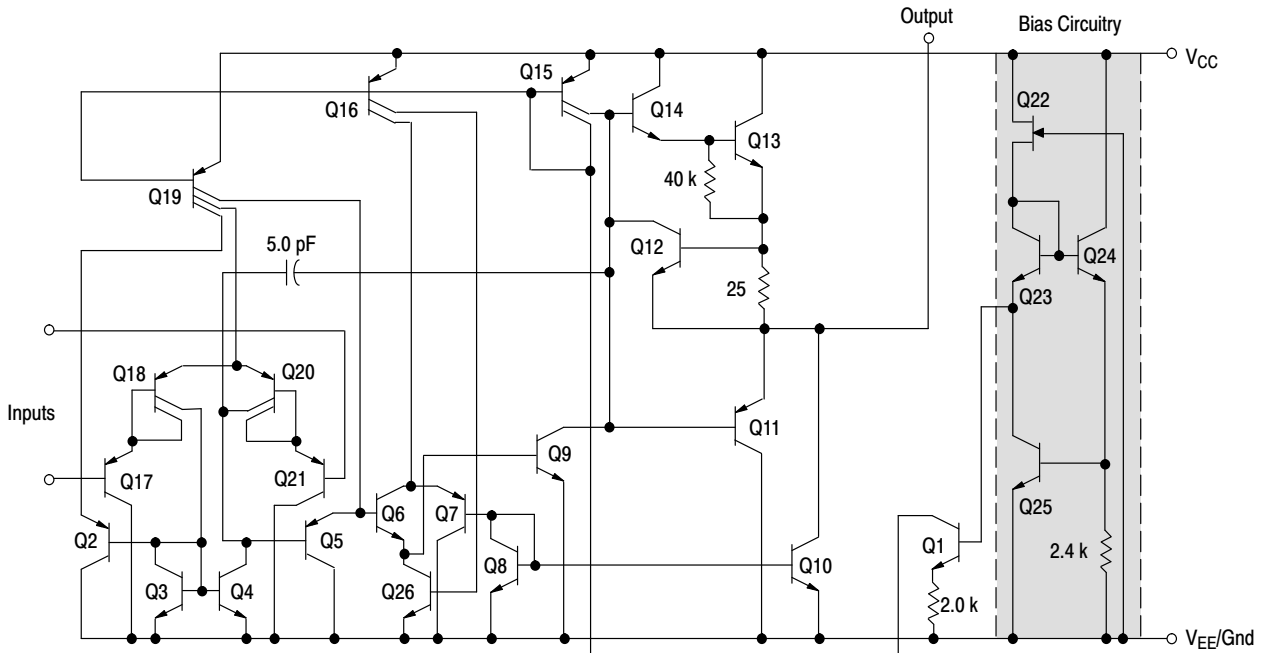 Output
Bias Circuitry
VCC
Q15
Q16
Q14
Q22
Q13
Q19
40 k
Q12
Q24
5.0 pF
Q23
25
Q18
Q20
Inputs
Q11
Q9
Q17
Q21
Q25
Q6
Q7
Q2
Q5
Q1
2.4 k
Q10
Q8
Q3
Q4
Q26
2.0 k
VEE/Gnd